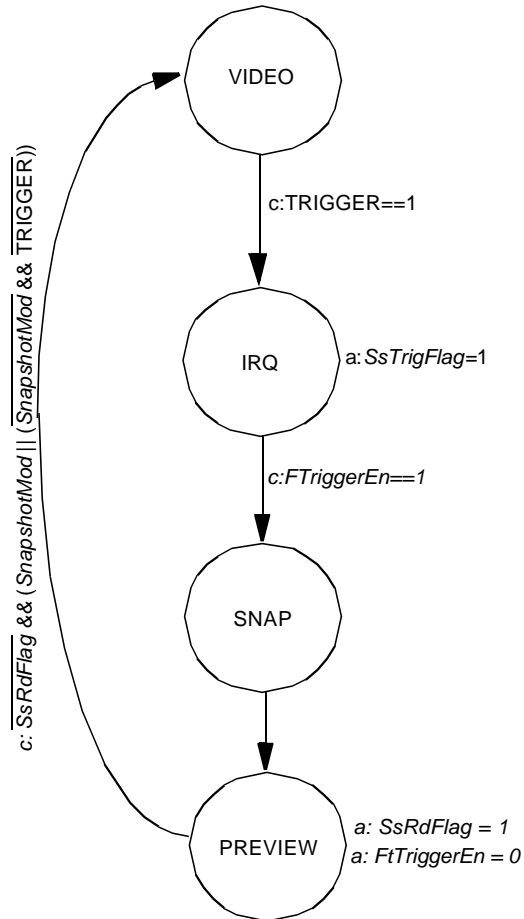 VIDEO
c:TRIGGER==1
IRQ
a:SsTrigFlag=1
c:FTriggerEn==1
SNAP
PREVIEW
a: SsRdFlag = 1
a: FtTriggerEn = 0
c: SsRdFlag && (SnapshotMod || (SnapshotMod && TRIGGER))